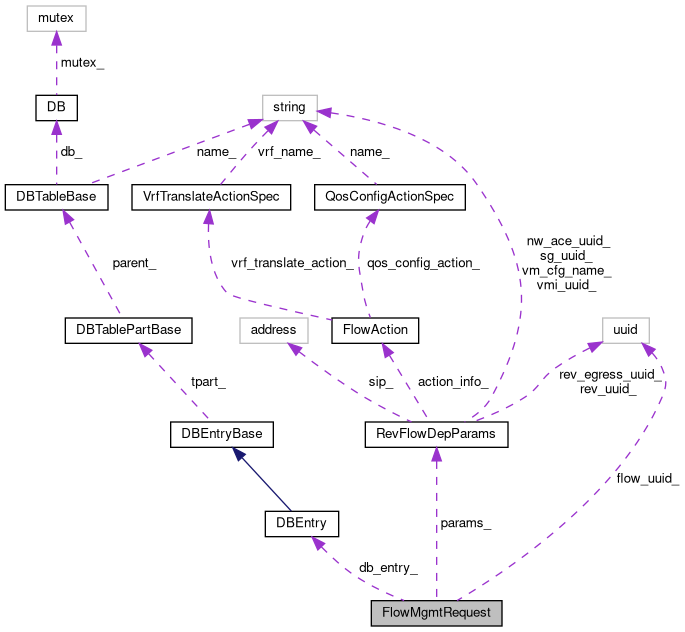 mutex
mutex_
DB
string
db_
name_
vrf_name_
name_
DBTableBase
VrfTranslateActionSpec
QosConfigActionSpec
nw_ace_uuid_
sg_uuid_
vm_cfg_name_
vmi_uuid_
parent_
vrf_translate_action_
qos_config_action_
DBTablePartBase
address
FlowAction
uuid
tpart_
sip_
action_info_
rev_egress_uuid_
rev_uuid_
DBEntryBase
RevFlowDepParams
flow_uuid_
DBEntry
params_
db_entry_
FlowMgmtRequest